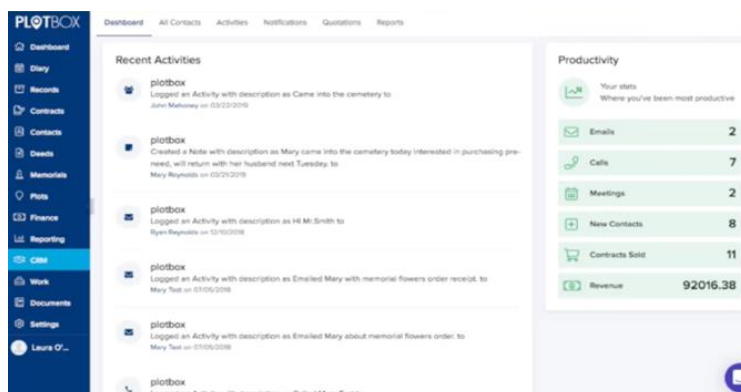 PLOTBOX
Dashboard All Contacts Activities Notifications Quotations Reports
Dashboard
Diary
Records
Contracts
Contacts
Deeds
Memorials
Plots
Finance
Reporting
CRM
Work
Documents
Settings
Laura O'...
Recent Activities
plotbox
Logged an Activity with description as Came into the cemetery to
John Mahoney on 03/22/2019
plotbox
Created a Note with description as Mary came into the cemetary today interested in purchasing pre-
need, will return with her husband next Tuesday. to
Mary Reynolds on 03/21/2019
plotbox
Logged an Activity with description as Hi Mr.Smith to
Ryan Reynolds on 12/10/2018
plotbox
Logged an Activity with description as Emailed Mary with memorial flowers order receipt. to
Mary Test on 07/05/2018
plotbox
Logged an Activity with description as Emailed Mary about memorial flowers order. to
Mary Test on 07/05/2018
plotbox
Productivity
Your stats
Where you've been most productive
Emails 2
Calls 7
Meetings 2
New Contacts 8
Contracts Sold 11
Revenue 92016.38